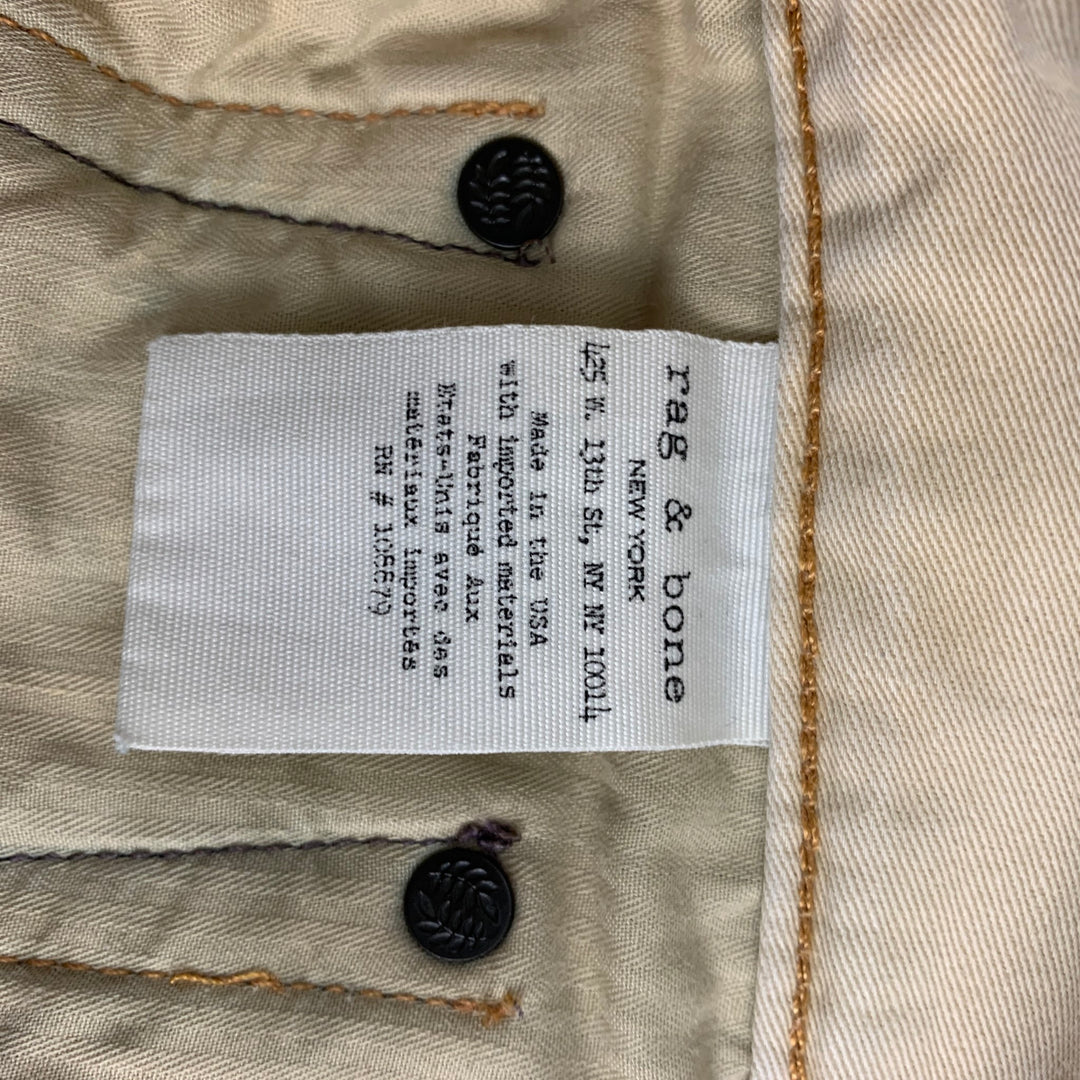 rag & bone
NEW YORK
425 W. 13th St, NY NY 10014
Made in the USA
with imported materials
Fabriqué Aux
Etats-Unis avec des
matériaux importés
RN # 108879